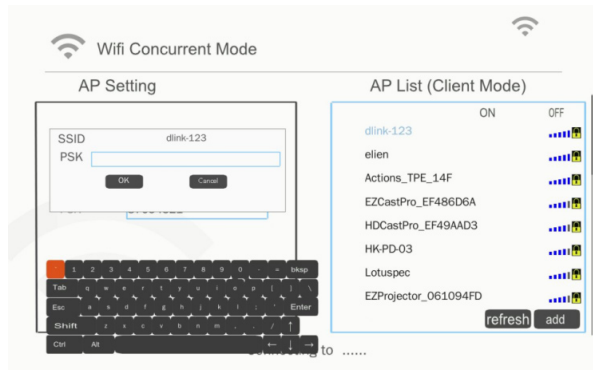 Wifi Concurrent Mode
AP Setting
AP List (Client Mode)
ON OFF
SSID dlink-123
PSK
OK Cancel
1 2 3 4 5 6 7 8 9 0 - = bksp
Tab q w e r t y u i o p [ ] \
Esc a s d f g h j k l ; ' Enter
Shift z x c v b n m , . / ↑
Ctrl Alt ← ↓ →
dlink-123
elien
Actions_TPE_14F
EZCastPro_EF486D6A
HDCastPro_EF49AAD3
HK-PD-03
Lotuspec
EZProjector_061094FD
refresh add
to ......